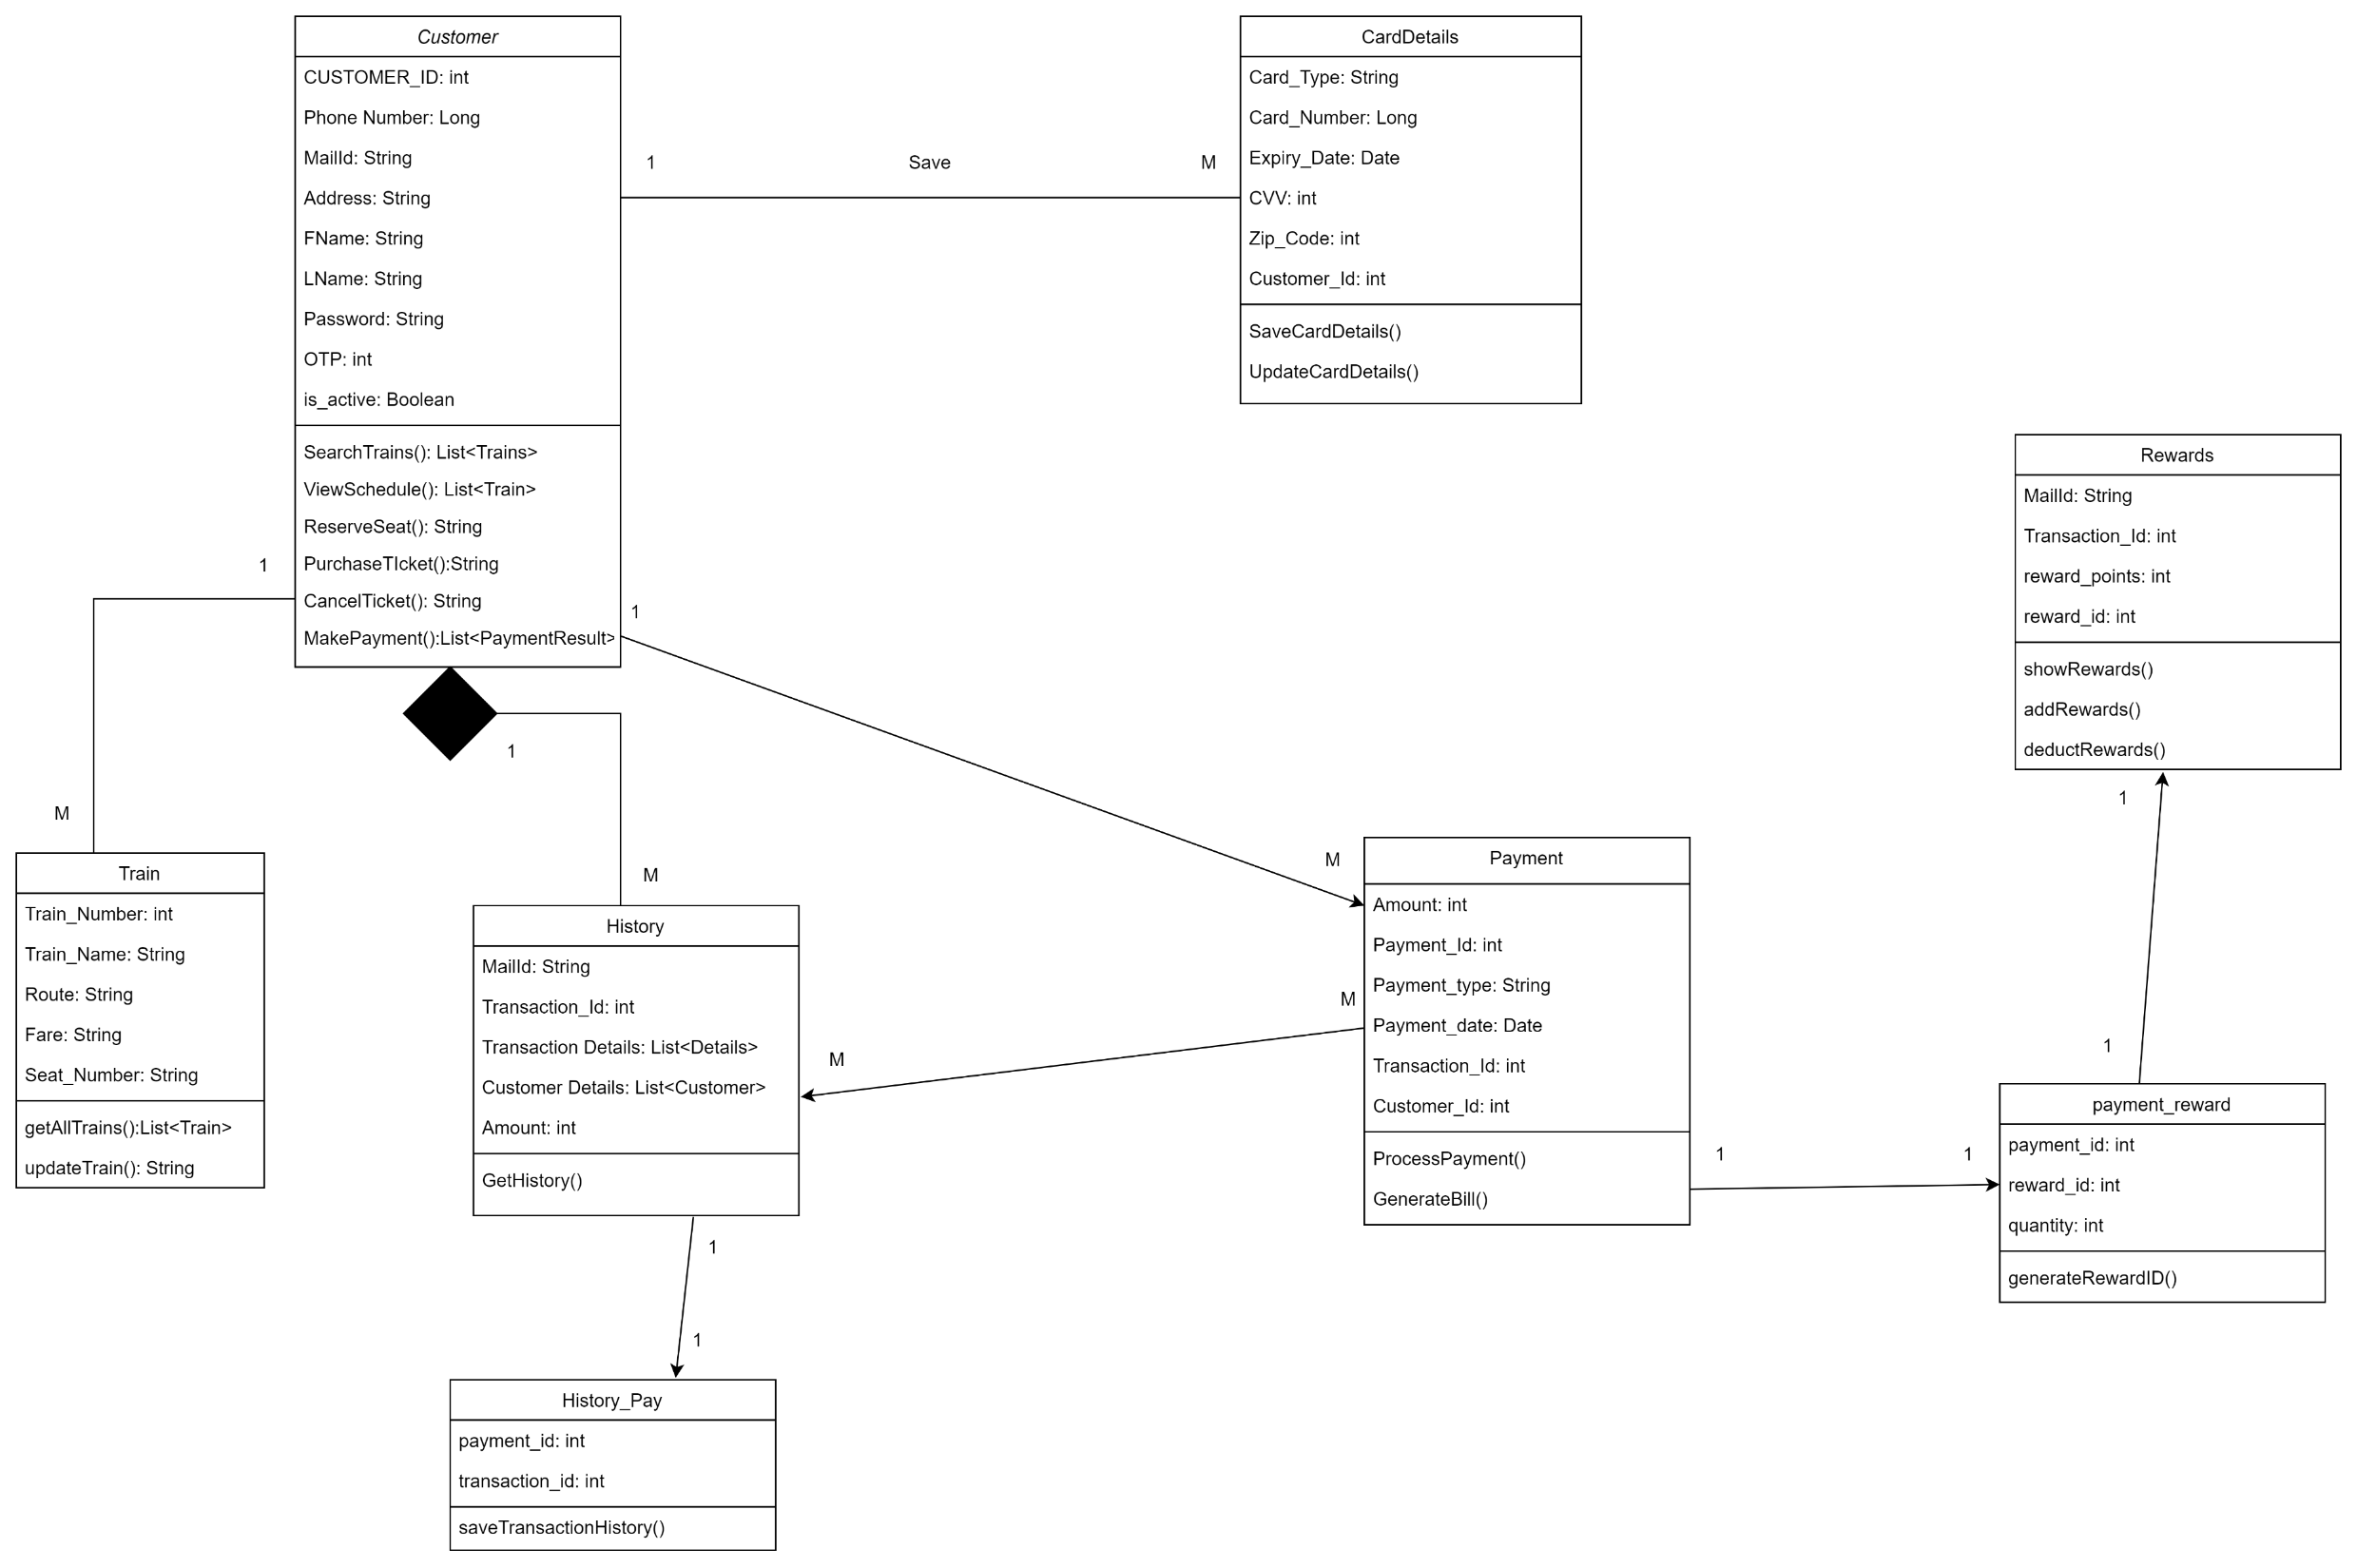 Customer
CUSTOMER_ID: int
Phone Number: Long
MailId: String
Address: String
FName: String
LName: String
Password: String
OTP: int
is_active: Boolean
SearchTrains(): List<Trains>
ViewSchedule(): List<Train>
ReserveSeat(): String
PurchaseTIcket():String
CancelTicket(): String
MakePayment():List<PaymentResult>
1
Save
M
CardDetails
Card_Type: String
Card_Number: Long
Expiry_Date: Date
CVV: int
Zip_Code: int
Customer_Id: int
SaveCardDetails()
UpdateCardDetails()
Rewards
MailId: String
Transaction_Id: int
reward_points: int
reward_id: int
showRewards()
addRewards()
deductRewards()
1
1
1
1
M
M
M
1
Train
Train_Number: int
Train_Name: String
Route: String
Fare: String
Seat_Number: String
getAllTrains():List<Train>
updateTrain(): String
History
MailId: String
Transaction_Id: int
Transaction Details: List<Details>
Customer Details: List<Customer>
Amount: int
GetHistory()
M
M
Payment
Amount: int
Payment_Id: int
Payment_type: String
Payment_date: Date
Transaction_Id: int
Customer_Id: int
ProcessPayment()
GenerateBill()
1
1
payment_reward
payment_id: int
reward_id: int
quantity: int
generateRewardID()
1
1
History_Pay
payment_id: int
transaction_id: int
saveTransactionHistory()